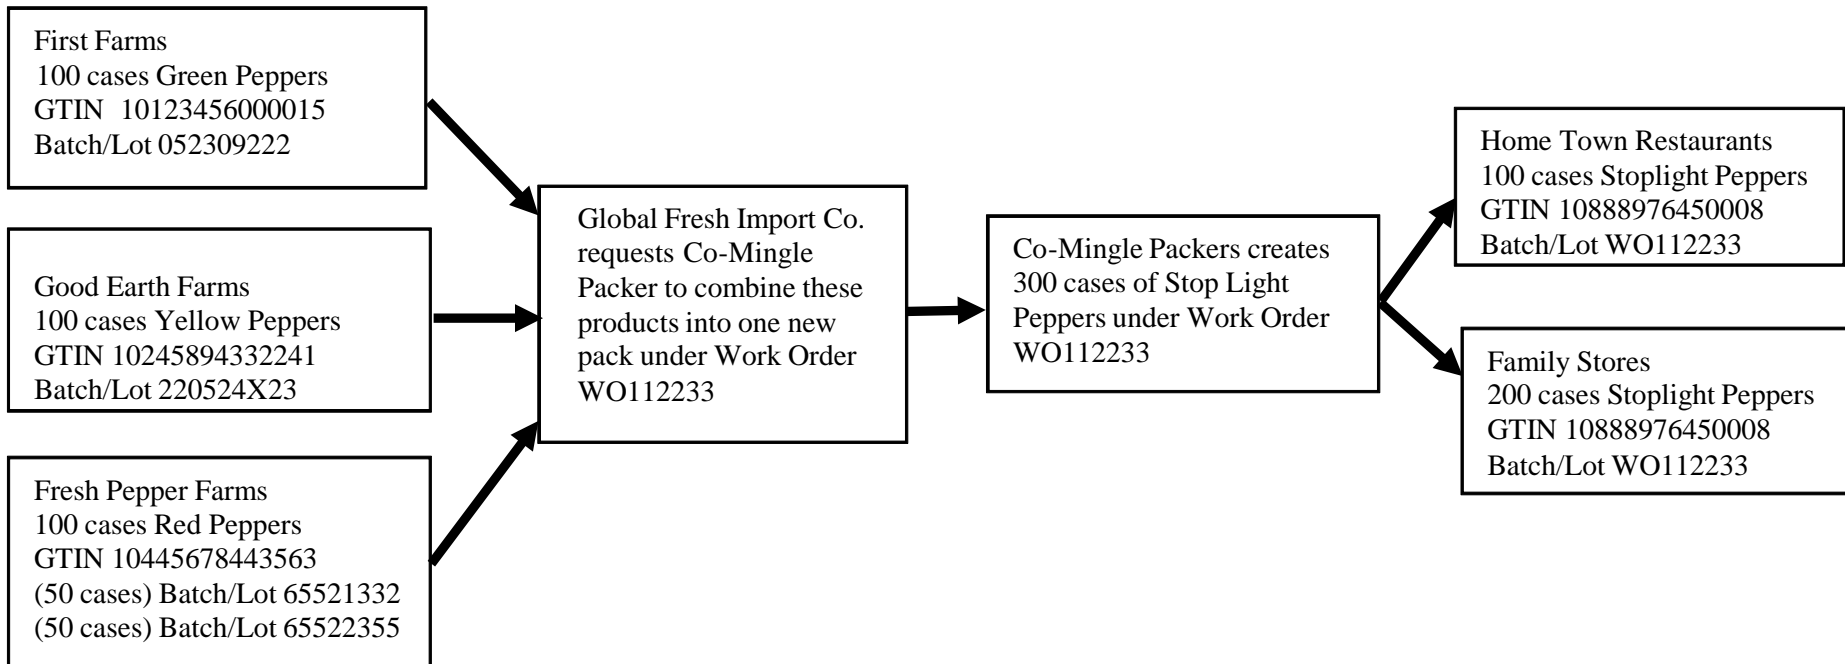 First Farms
100 cases Green Peppers
GTIN 10123456000015
Batch/Lot 052309222
Good Earth Farms
100 cases Yellow Peppers
GTIN 10245894332241
Batch/Lot 220524X23
Fresh Pepper Farms
100 cases Red Peppers
GTIN 10445678443563
(50 cases) Batch/Lot 65521332
(50 cases) Batch/Lot 65522355
Global Fresh Import Co.
requests Co-Mingle
Packer to combine these
products into one new
pack under Work Order
WO112233
Co-Mingle Packers creates
300 cases of Stop Light
Peppers under Work Order
WO112233
Home Town Restaurants
100 cases Stoplight Peppers
GTIN 10888976450008
Batch/Lot WO112233
Family Stores
200 cases Stoplight Peppers
GTIN 10888976450008
Batch/Lot WO112233